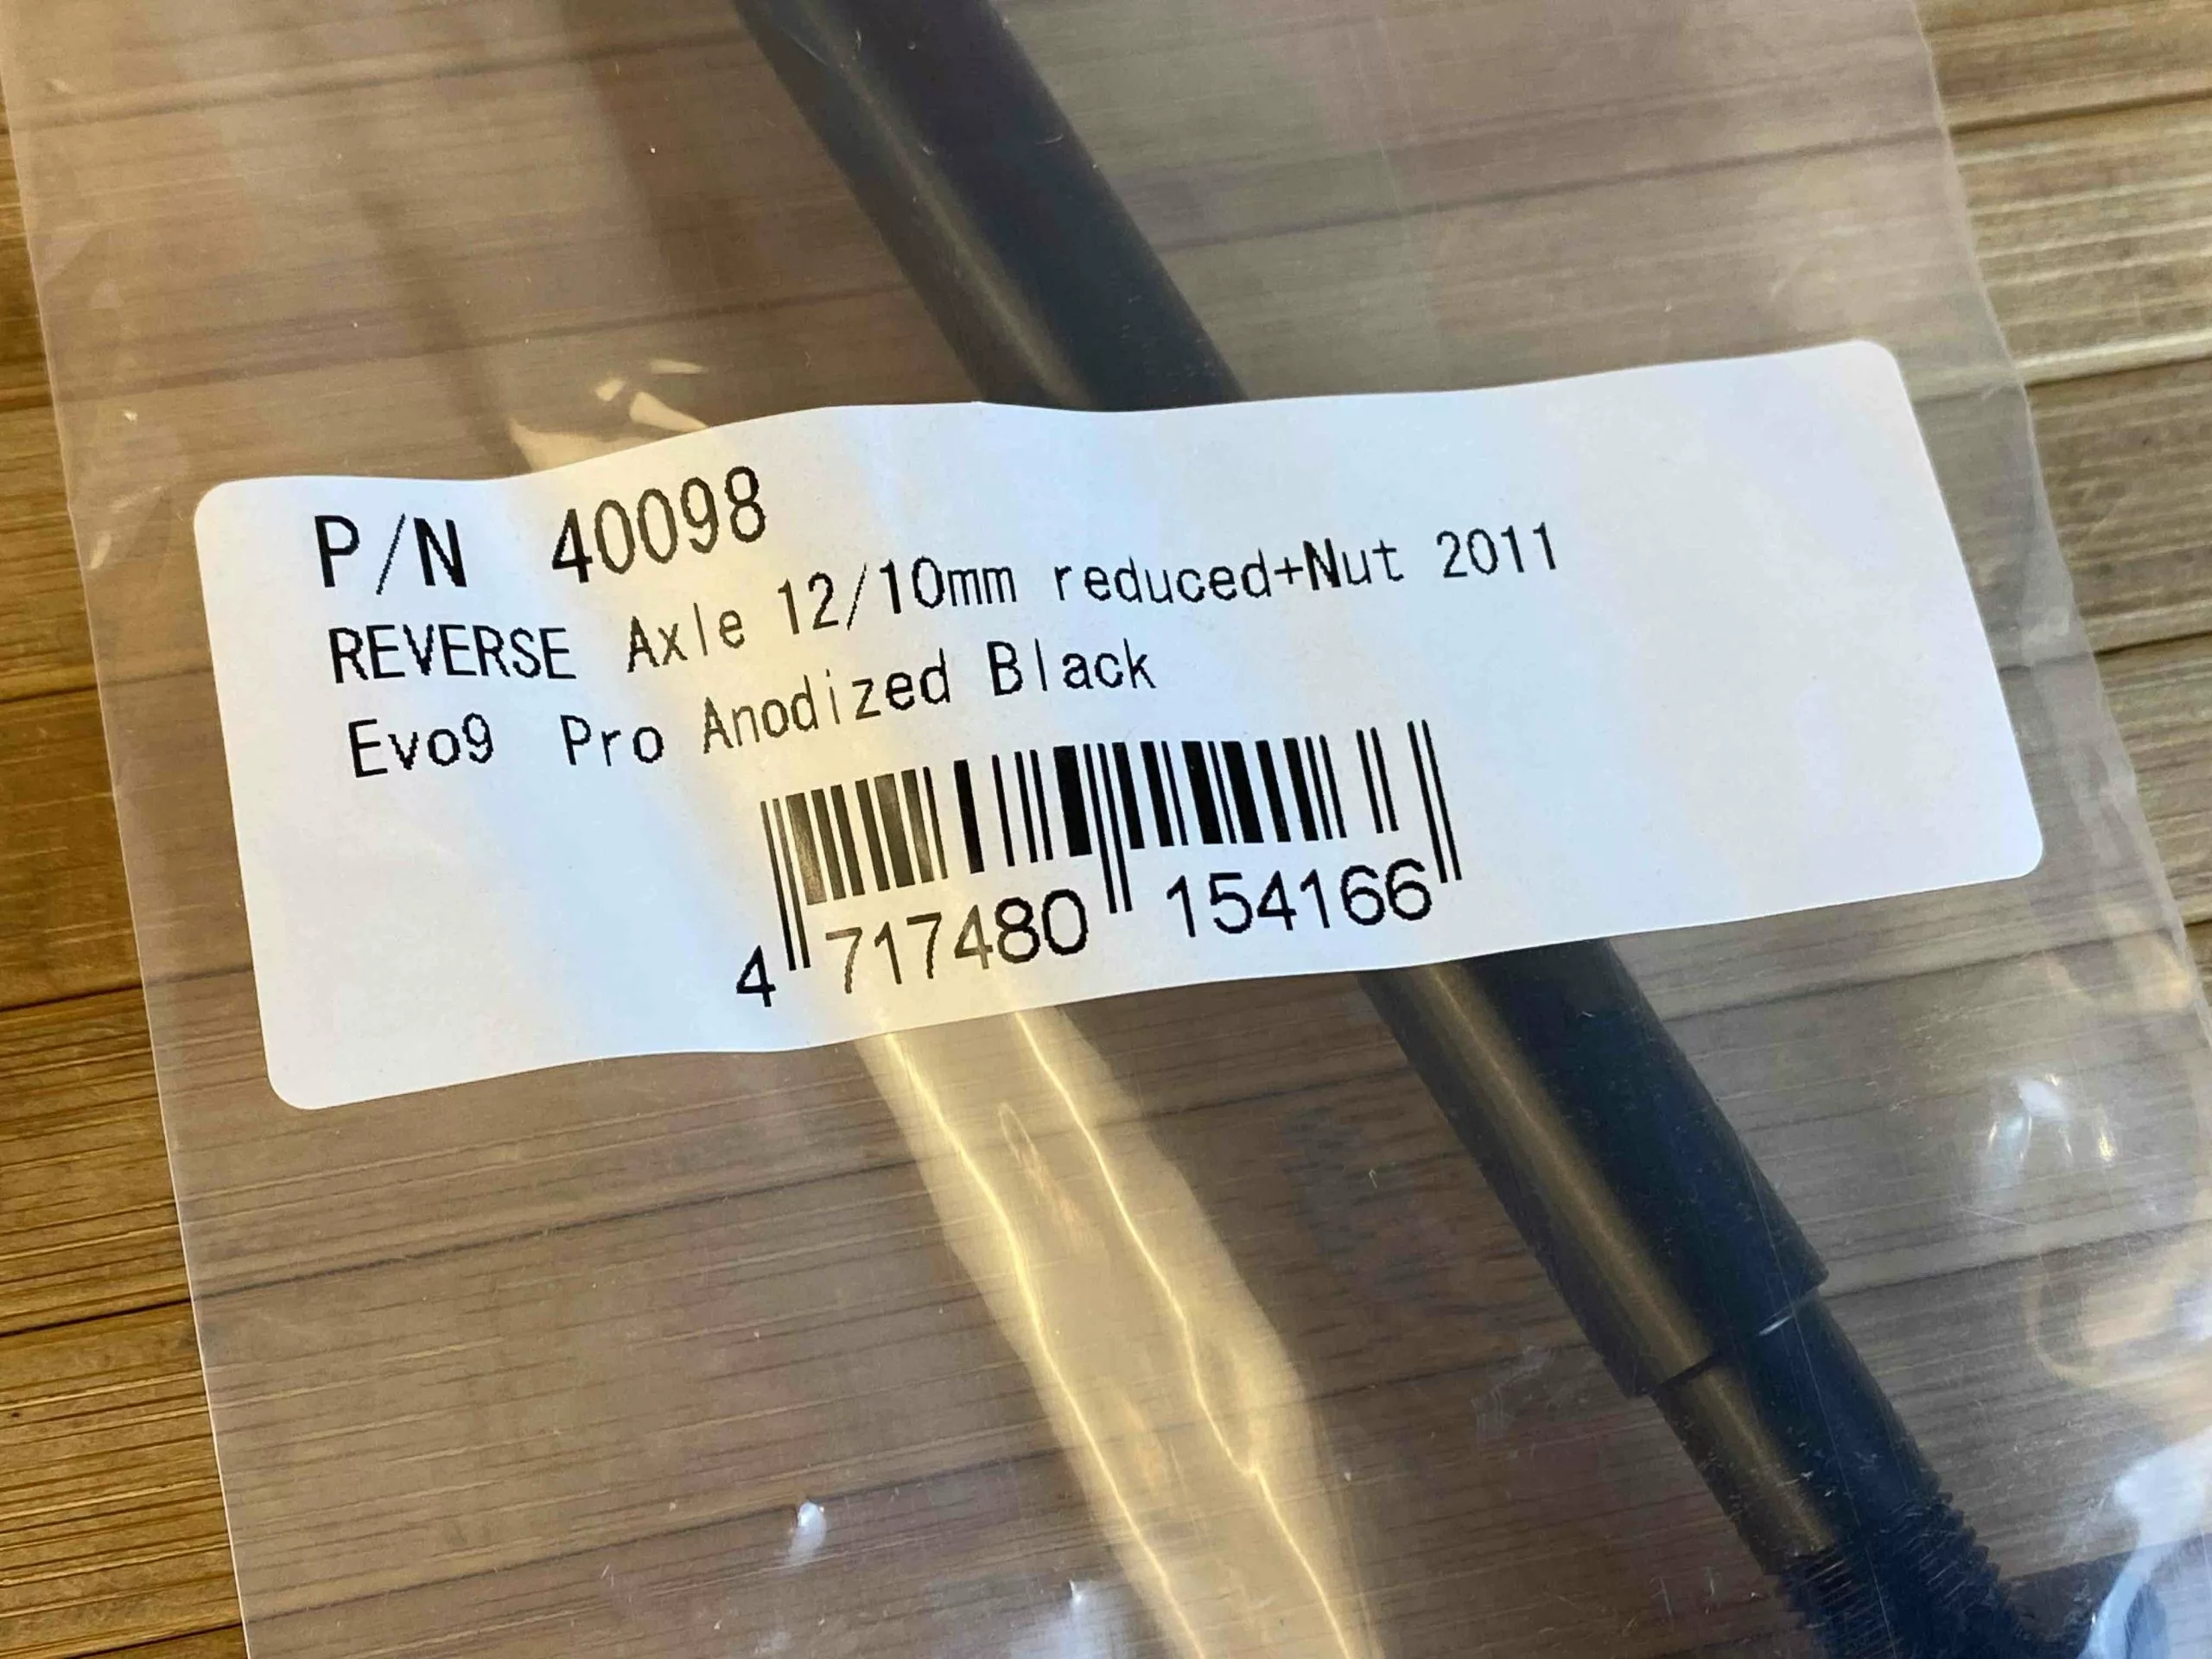 P/N 40098
REVERSE Axle 12/10mm reduced+Nut 2011
Evo9 Pro Anodized Black
4 717480 154166